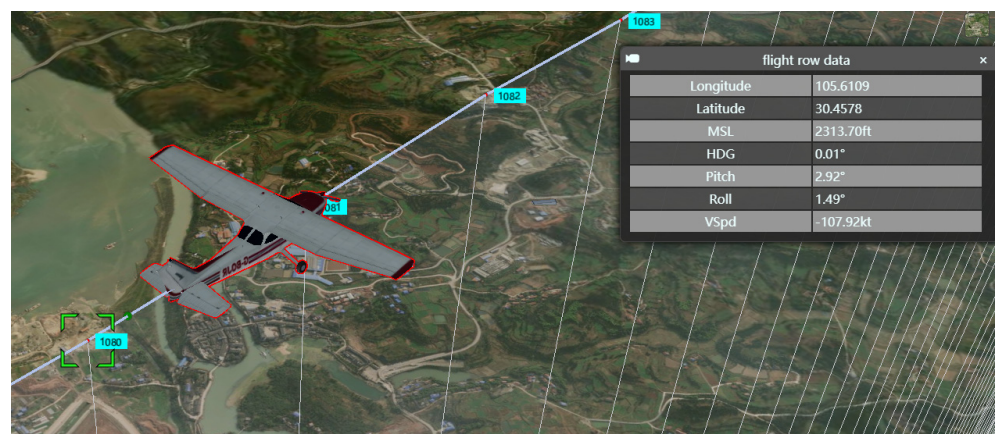 1083
flight row data ×
Longitude 105.6109
Latitude 30.4578
MSL 2313.70ft
HDG 0.01°
Pitch 2.92°
Roll 1.49°
VSpd -107.92kt
1082
1080